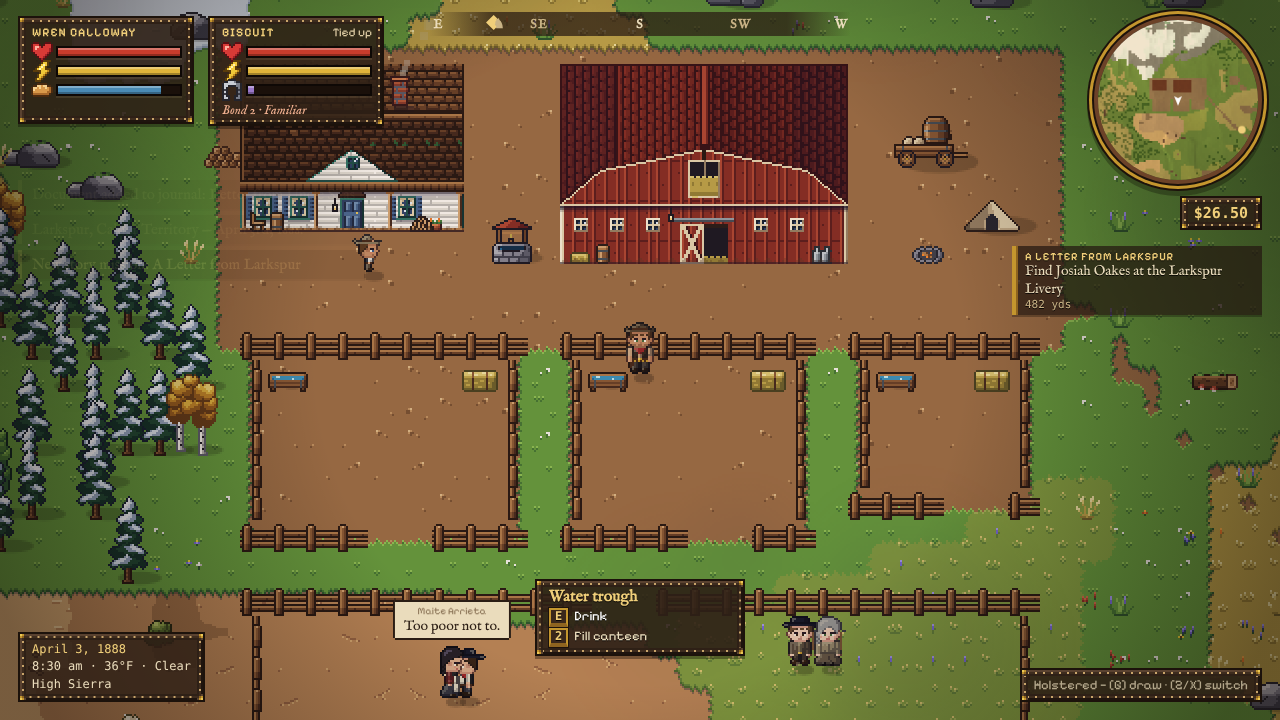 E
SE
S
SW
W
WREN CALLOWAY
BISCUIT Tied up
Bond 2 · Familiar
$26.50
A LETTER FROM LARKSPUR
Find Josiah Oakes at the Larkspur
Livery
482 yds
A Letter from Larkspur
Water trough
E Drink
2 Fill canteen
Maite Arrieta
Too poor not to.
April 3, 1888
8:30 am · 36°F · Clear
High Sierra
Holstered - (G) draw · (Z/X) switch